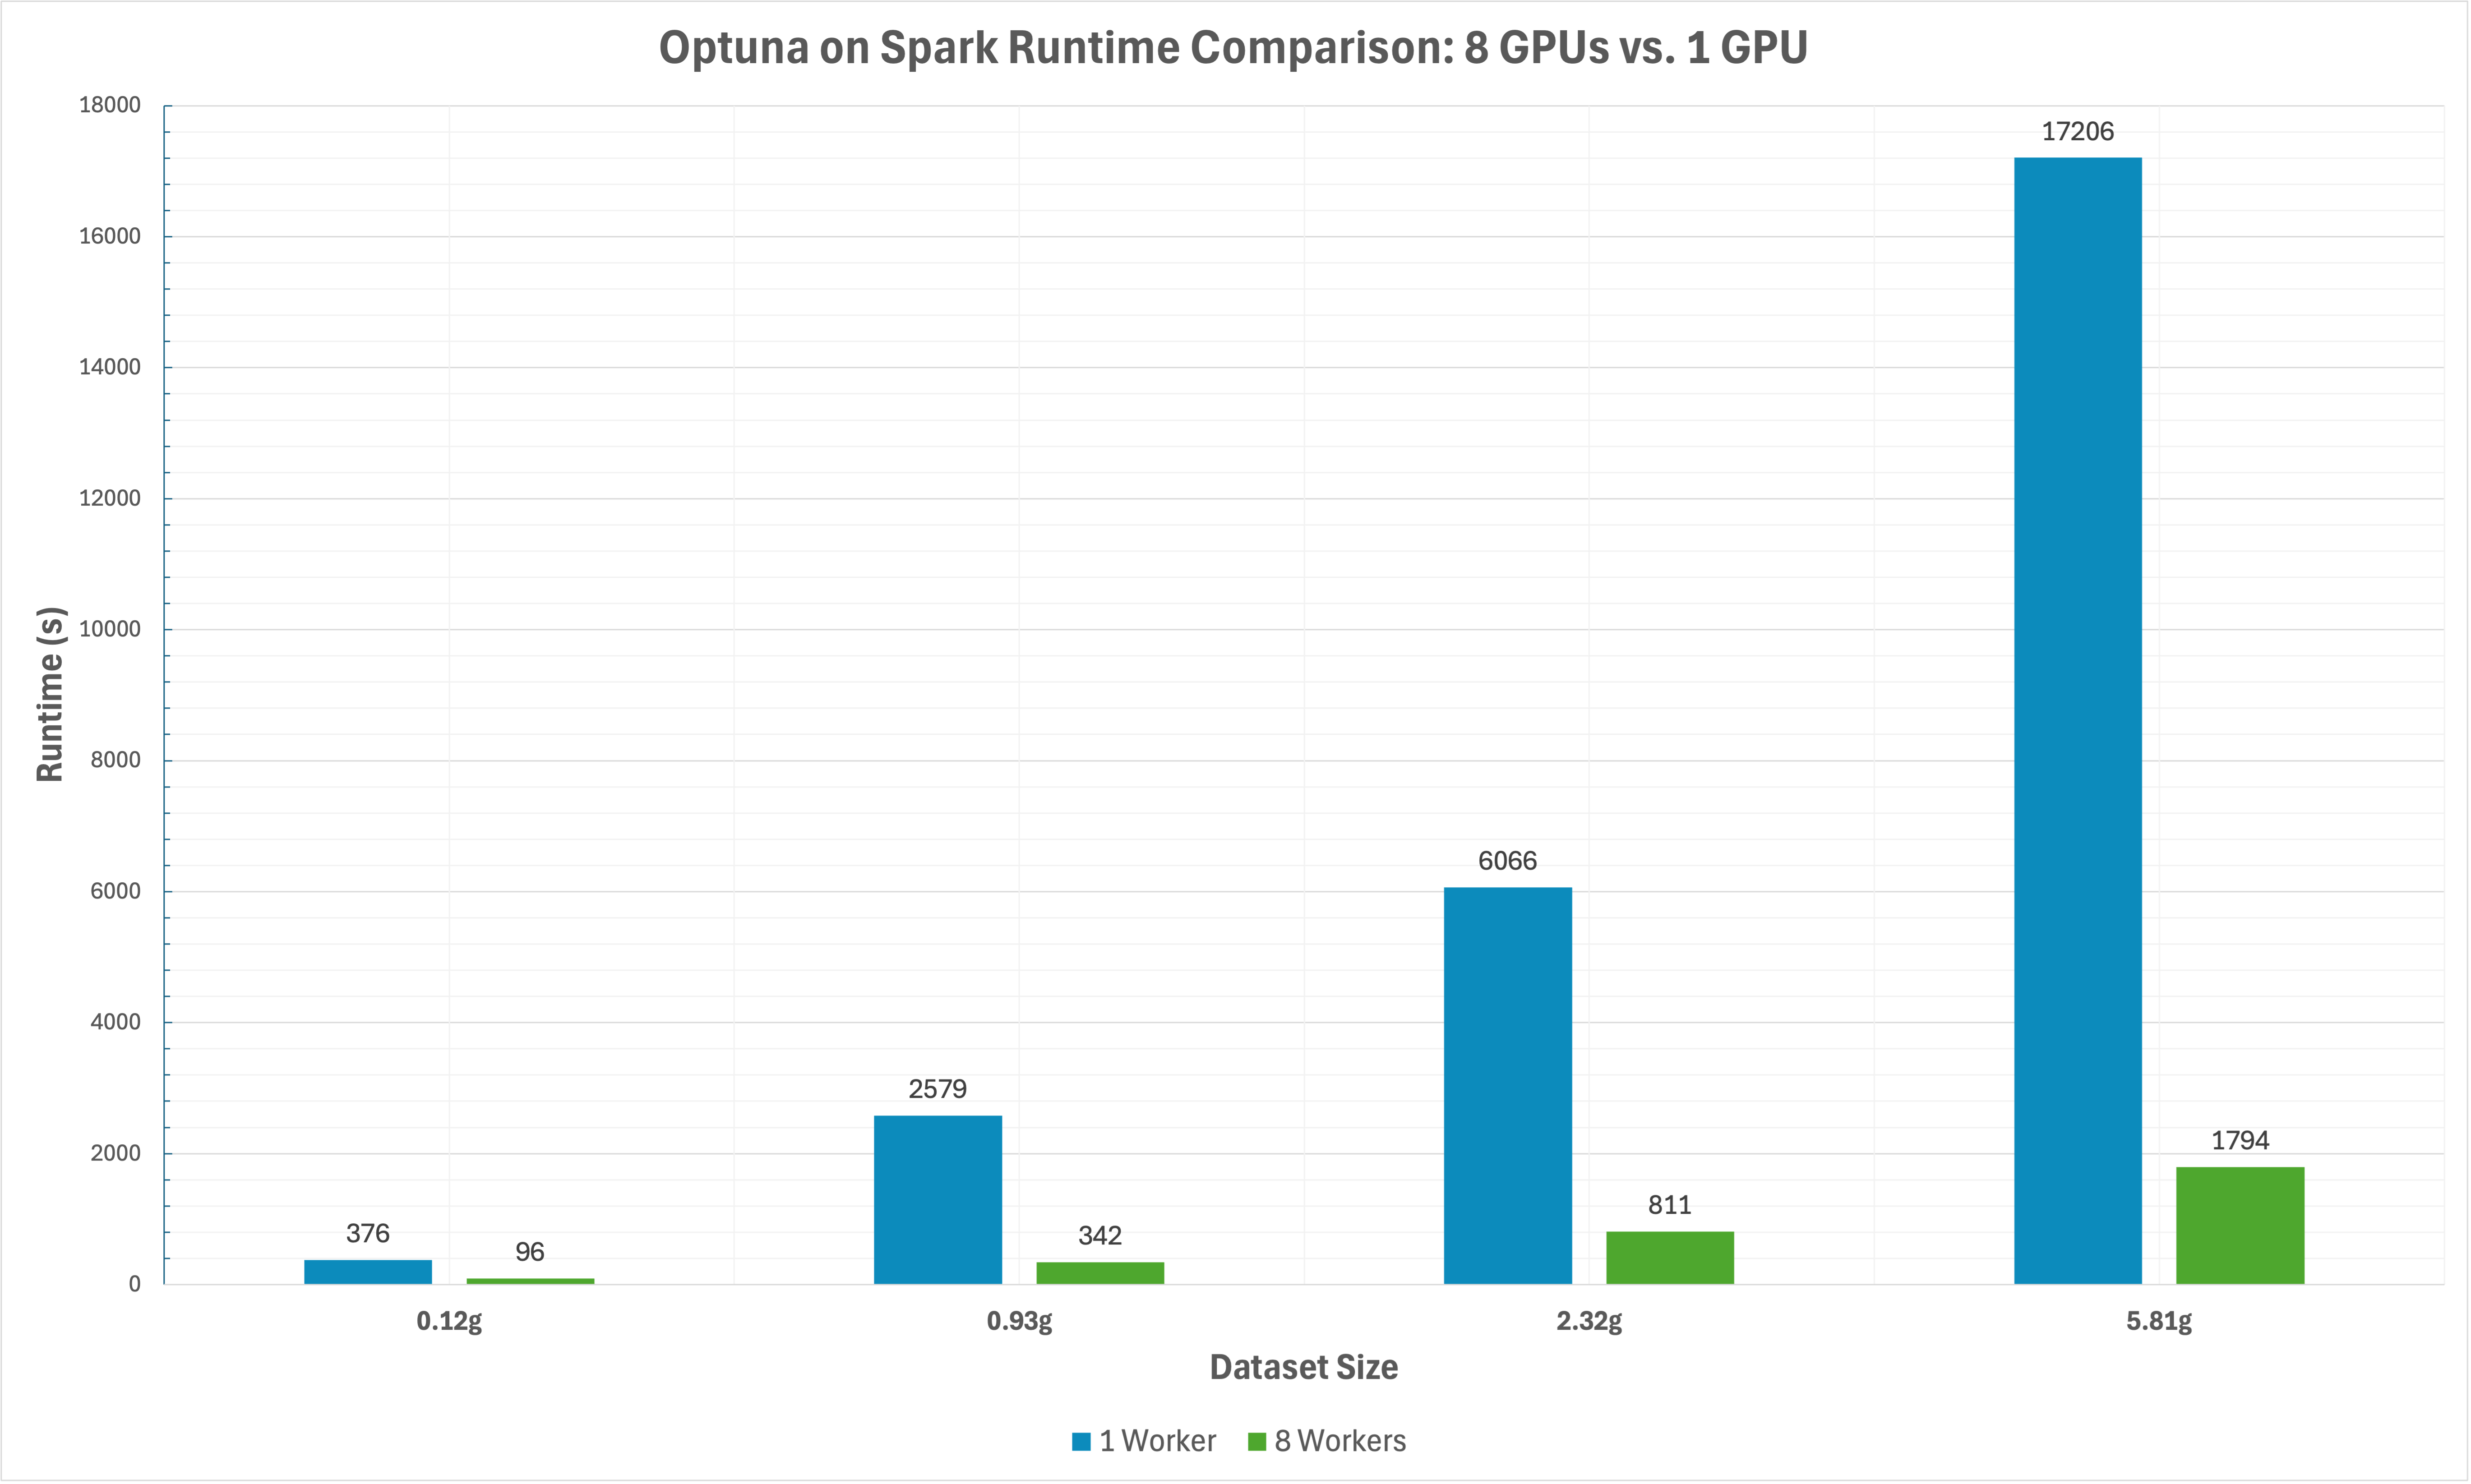 Optuna on Spark Runtime Comparison: 8 GPUs vs. 1 GPU
18000
16000
14000
12000
10000
8000
6000
4000
2000
0
Runtime (s)
376
96
2579
342
6066
811
17206
1794
0.12g
0.93g
2.32g
5.81g
Dataset Size
1 Worker
8 Workers